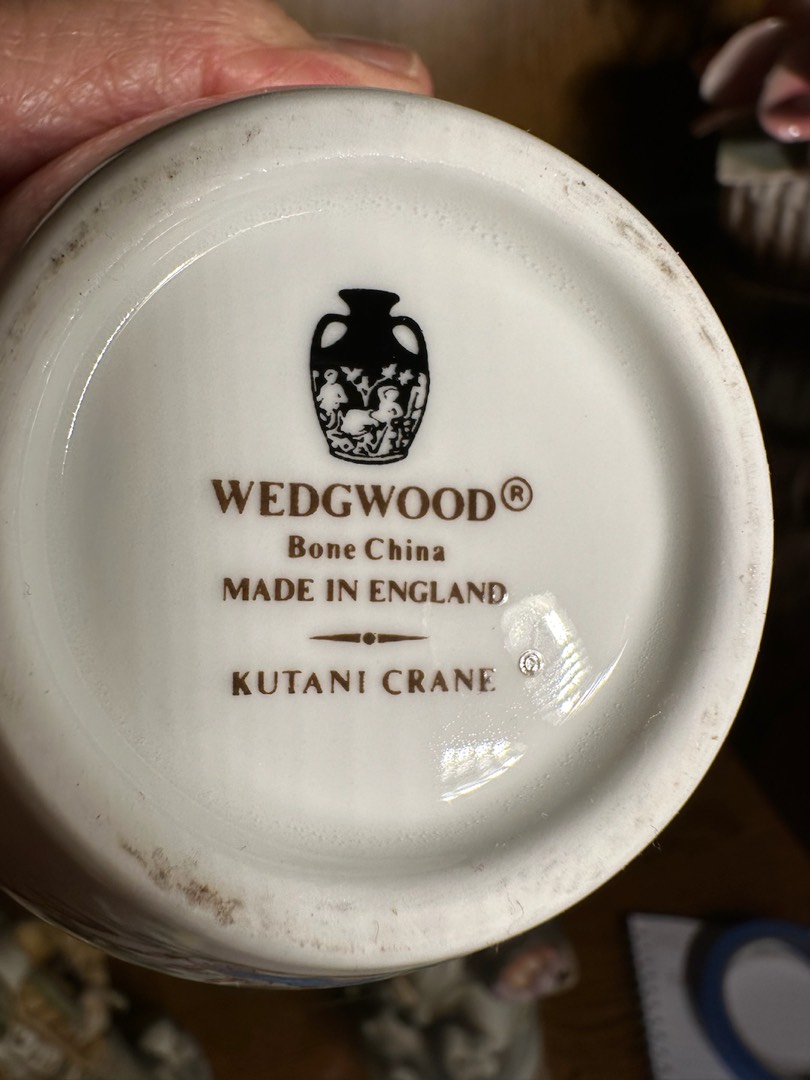 WEDGWOOD®
Bone China
MADE IN ENGLAND
KUTANI CRANE